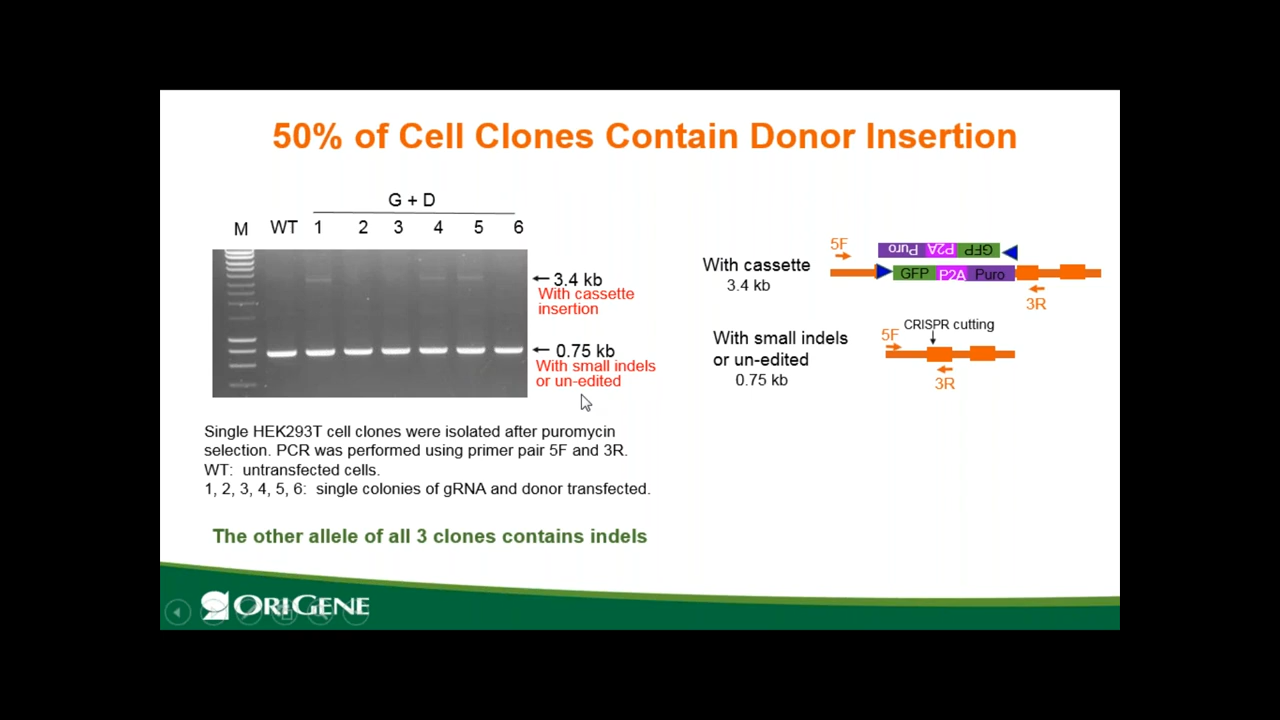 50% of Cell Clones Contain Donor Insertion
G + D
M WT 1 2 3 4 5 6
3.4 kb
With cassette
insertion
0.75 kb
With small indels
or un-edited
5F
Puro P2A GFP
With cassette
3.4 kb
GFP P2A Puro
3R
CRISPR cutting
With small indels
or un-edited
0.75 kb
5F
3R
Single HEK293T cell clones were isolated after puromycin
selection. PCR was performed using primer pair 5F and 3R.
WT: untransfected cells.
1, 2, 3, 4, 5, 6: single colonies of gRNA and donor transfected.
The other allele of all 3 clones contains indels
ORIGENE